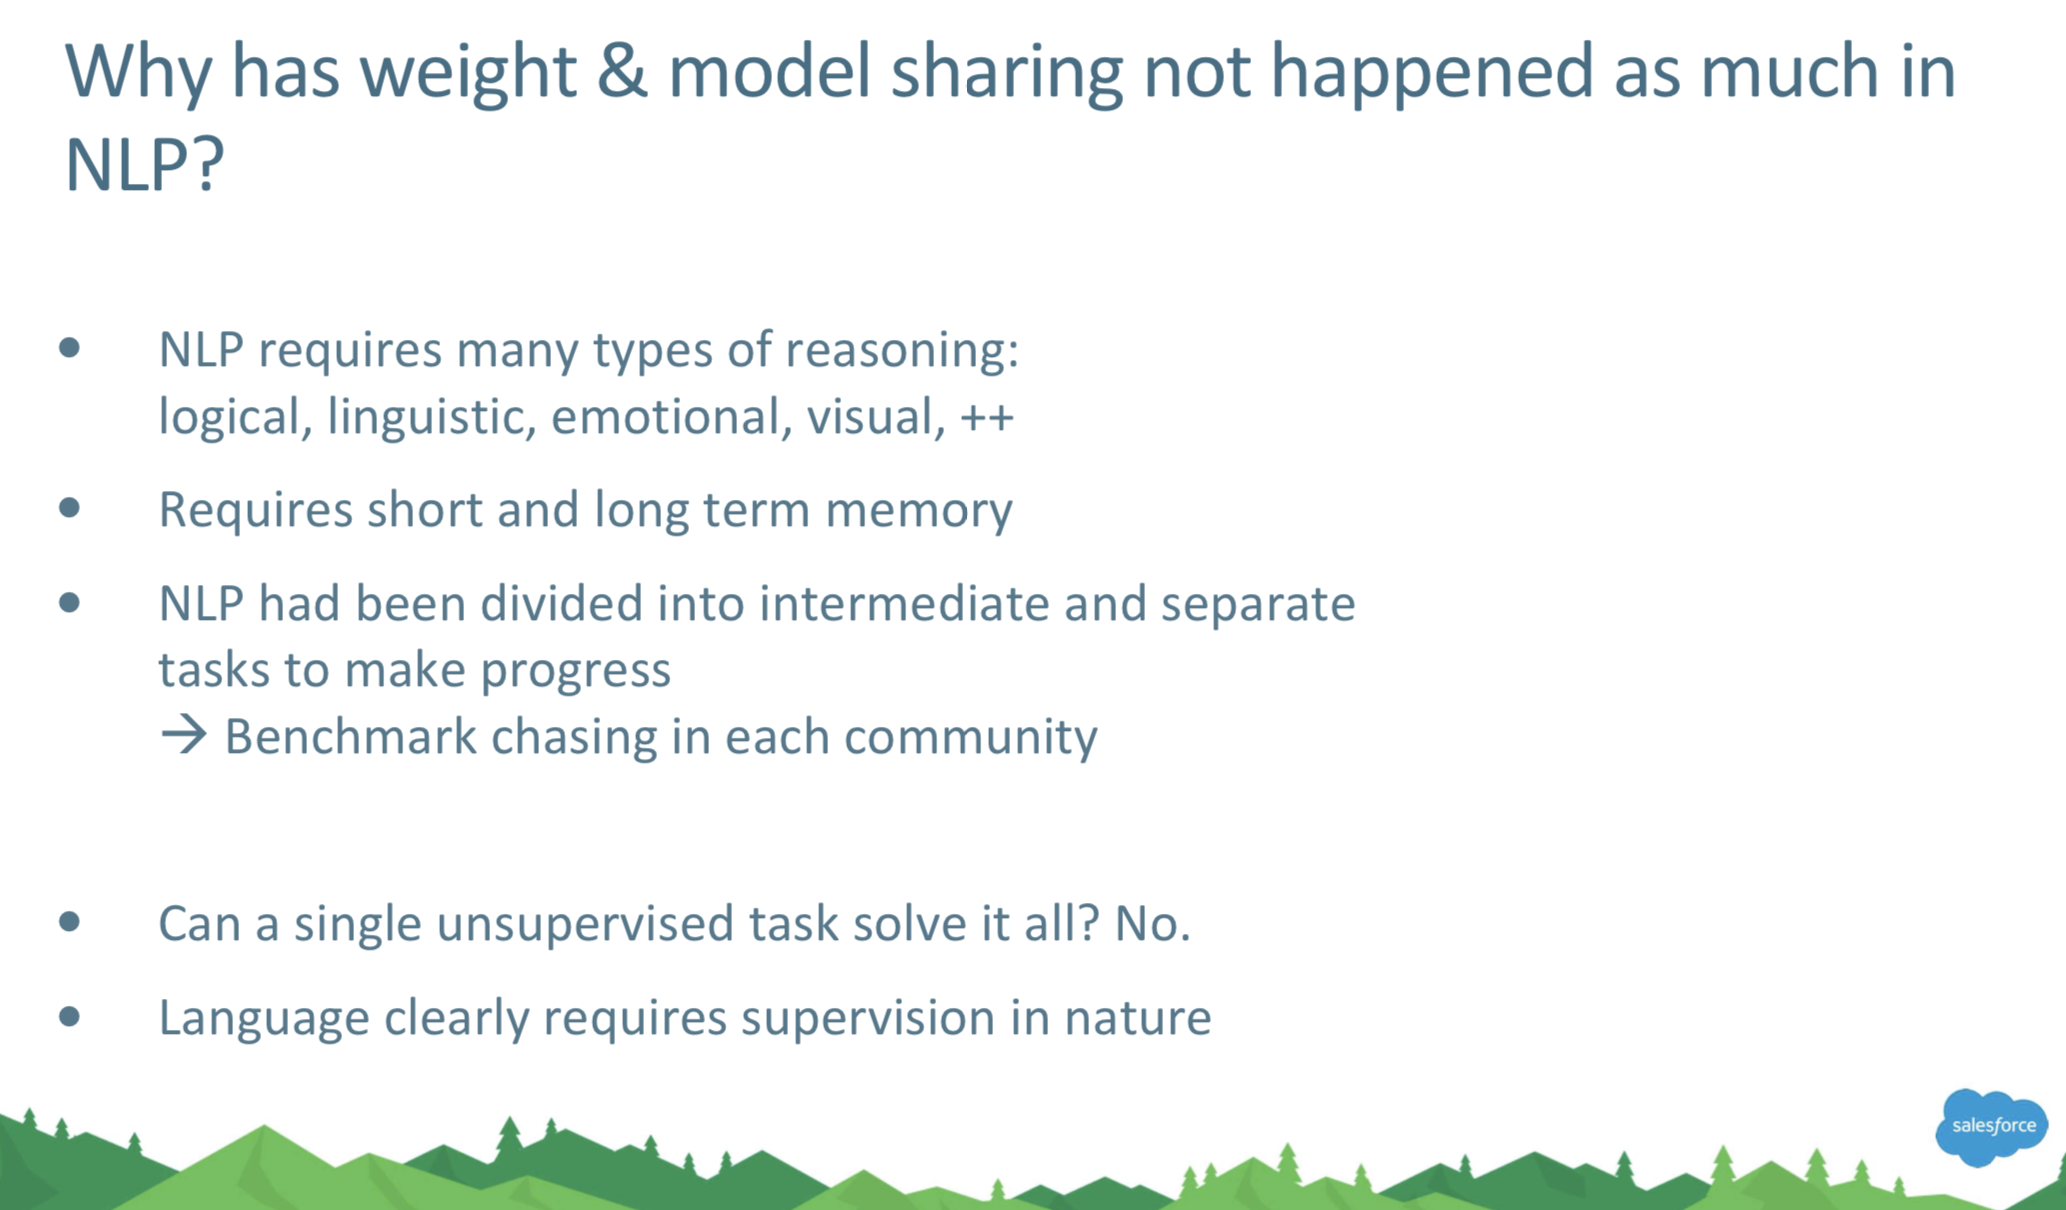 Why has weight & model sharing not happened as much in
NLP?
• NLP requires many types of reasoning:
logical, linguistic, emotional, visual, ++
• Requires short and long term memory
• NLP had been divided into intermediate and separate
tasks to make progress
→ Benchmark chasing in each community
• Can a single unsupervised task solve it all? No.
• Language clearly requires supervision in nature
salesforce